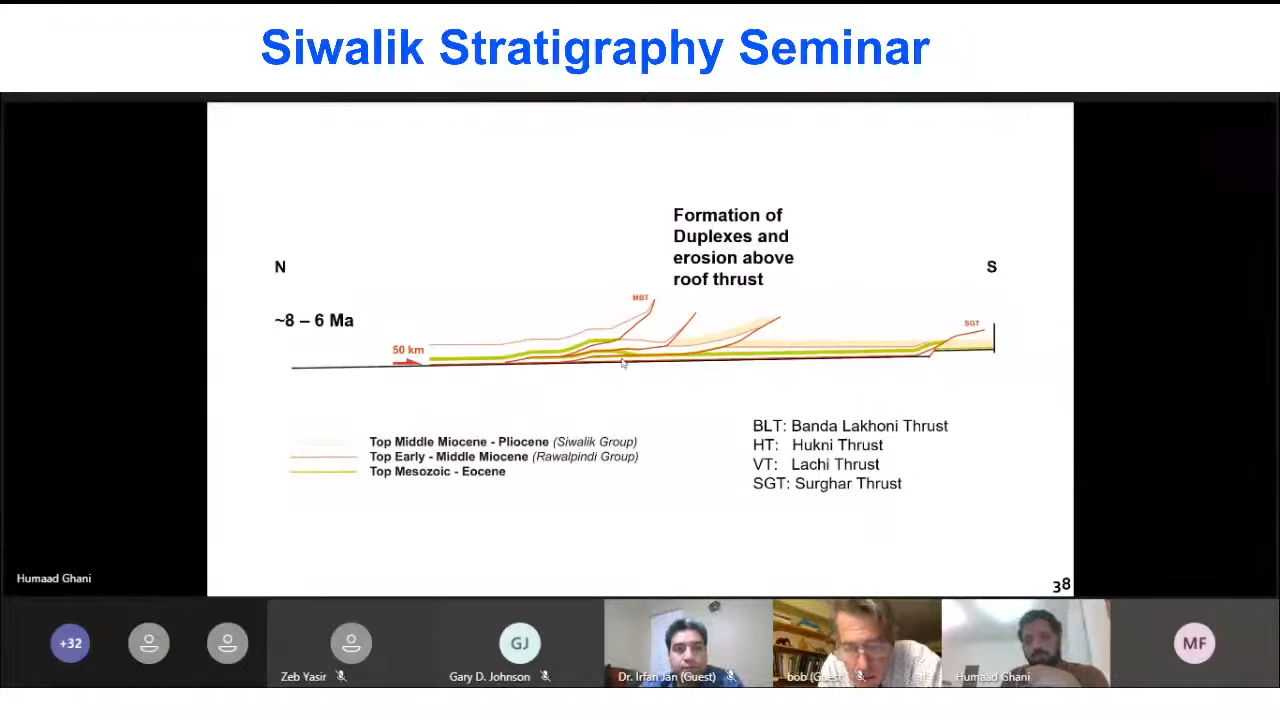 Siwalik Stratigraphy Seminar
Formation of
Duplexes and
erosion above
roof thrust
N
S
~8 – 6 Ma
MBT
SGT
50 km
Top Middle Miocene - Pliocene (Siwalik Group)
Top Early - Middle Miocene (Rawalpindi Group)
Top Mesozoic - Eocene
BLT: Banda Lakhoni Thrust
HT: Hukni Thrust
VT: Lachi Thrust
SGT: Surghar Thrust
Humaad Ghani
38
+32
GJ
MF
Zeb Yasir
Gary D. Johnson
Dr. Irfan Jan (Guest)
bob (Guest)
Humaad Ghani